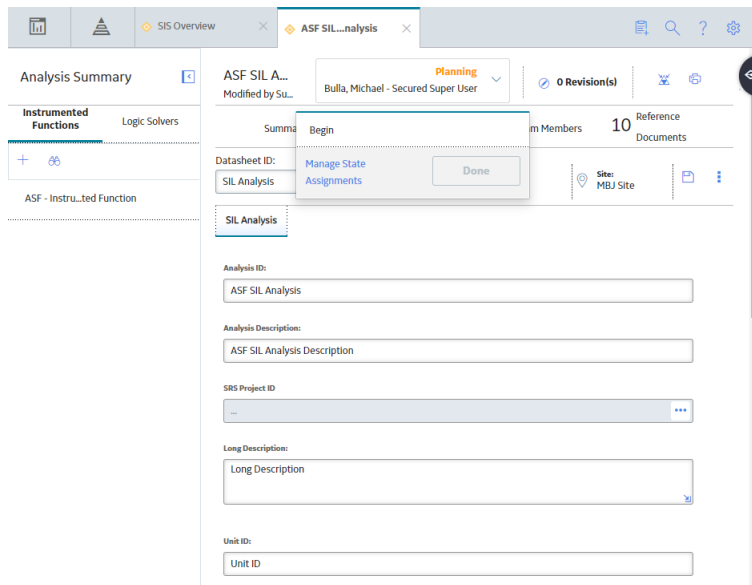 SIS Overview
ASF SIL...nalysis
Analysis Summary
Instrumented
Functions
Logic Solvers
ASF - Instru...ted Function
ASF SIL A...
Modified by Su...
Planning
Bulla, Michael - Secured Super User
0 Revision(s)
Summa
Begin
m Members
10 Reference
Documents
Manage State
Assignments
Done
Datasheet ID:
SIL Analysis
Site:
MBJ Site
SIL Analysis
Analysis ID:
ASF SIL Analysis
Analysis Description:
ASF SIL Analysis Description
SRS Project ID
...
Long Description:
Long Description
Unit ID:
Unit ID